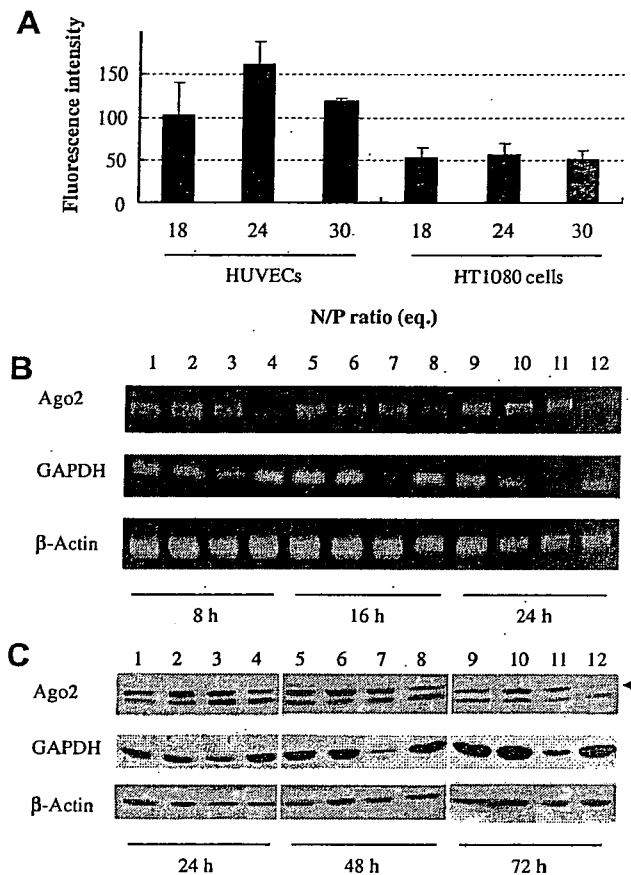 A
Fluorescence intensity
150
100
50
0
18 24 30 18 24 30
HUVECs HT1080 cells
N/P ratio (eq.)
B
1 2 3 4 5 6 7 8 9 10 11 12
Ago2
GAPDH
β-Actin
8 h 16 h 24 h
C
1 2 3 4 5 6 7 8 9 10 11 12
Ago2
GAPDH
β-Actin
24 h 48 h 72 h